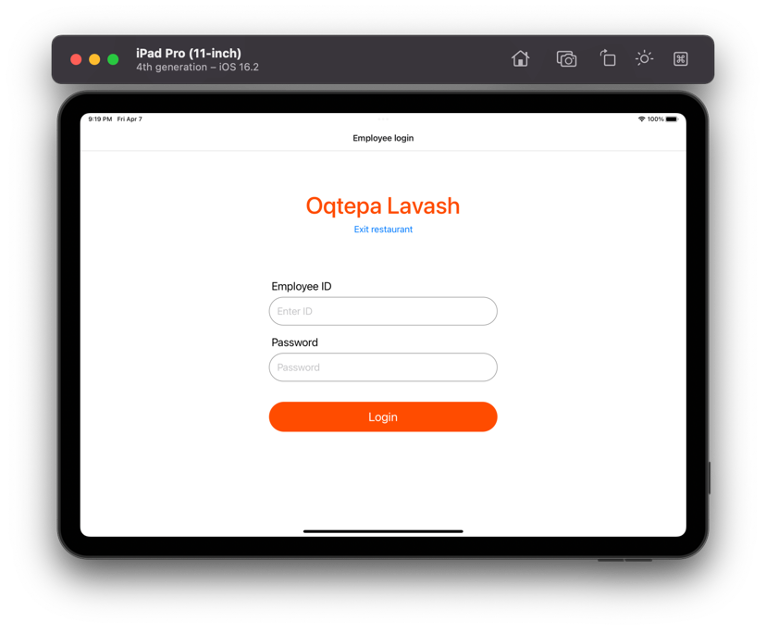 iPad Pro (11-inch)
4th generation – iOS 16.2
9:19 PM Fri Apr 7
100%
Employee login
Oqtepa Lavash
Exit restaurant
Employee ID
Enter ID
Password
Password
Login